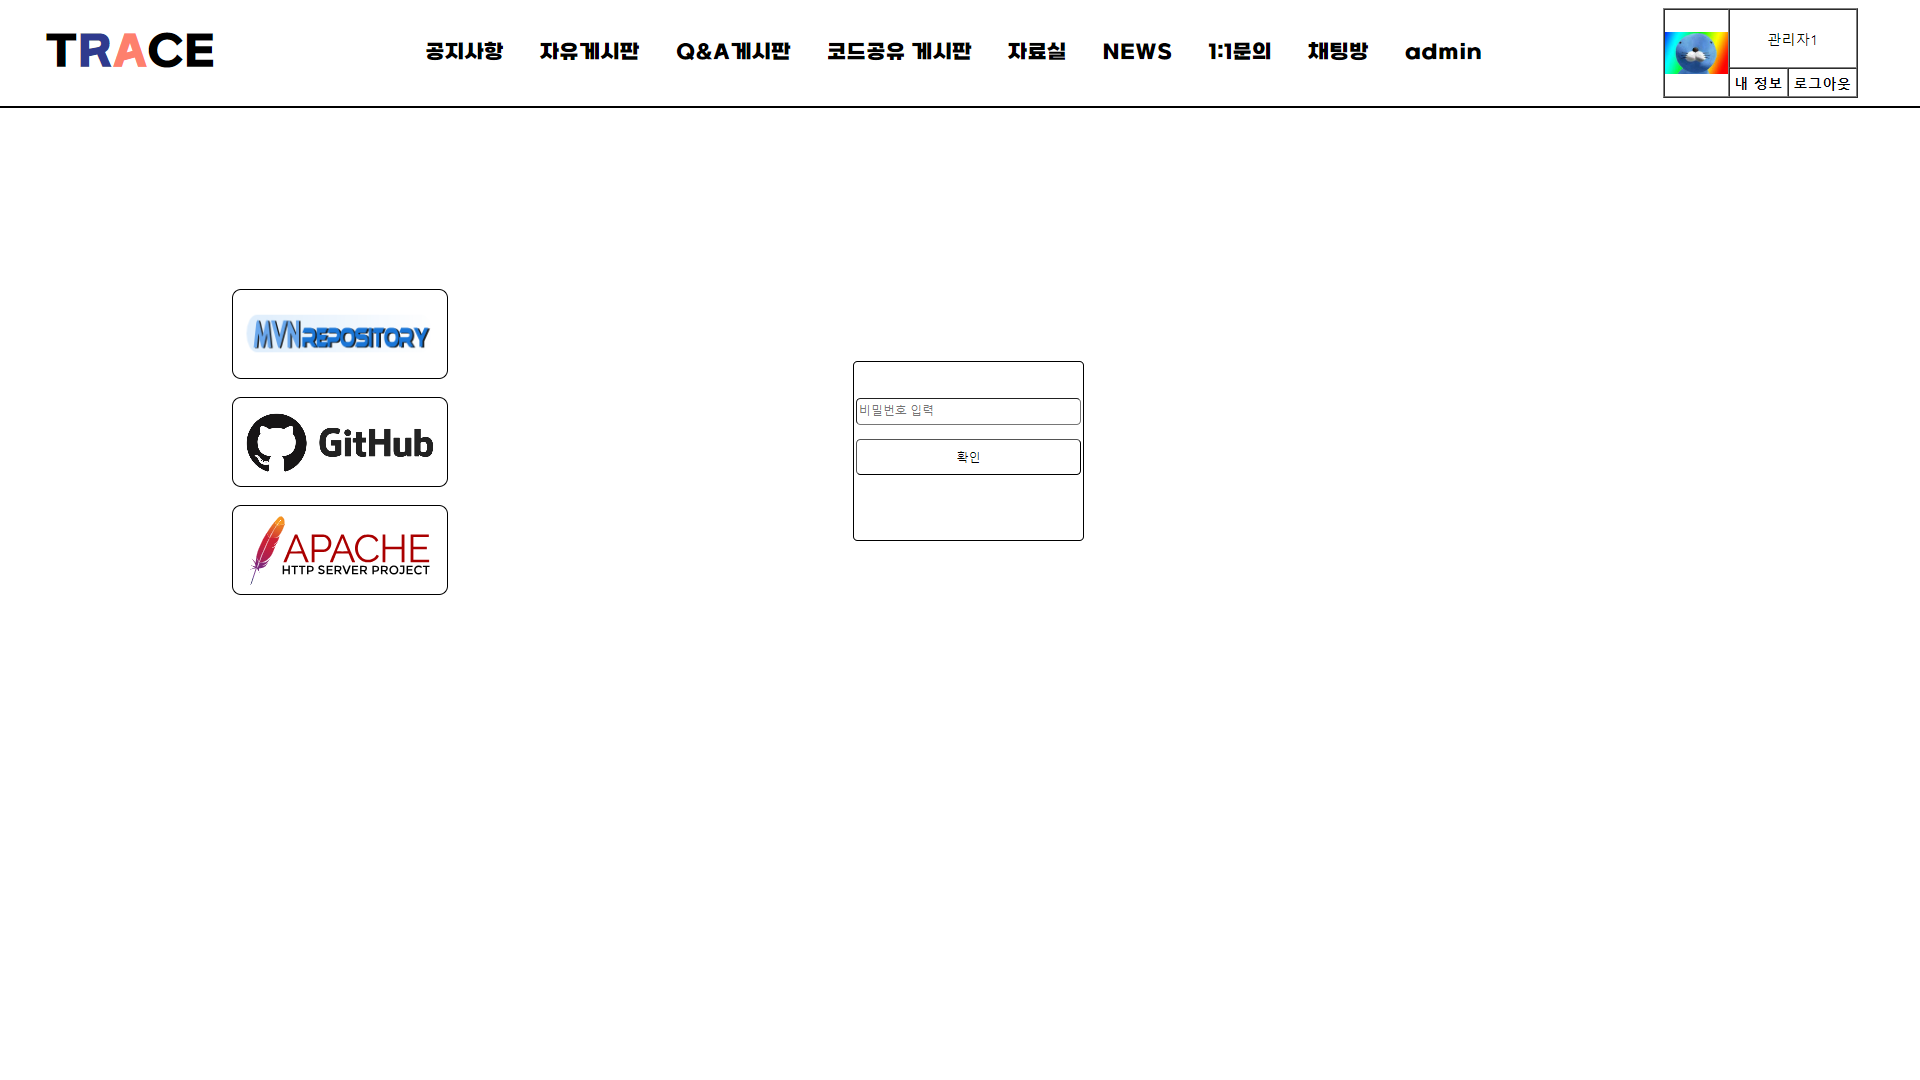 TRACE
공지사항 자유게시판 Q&A게시판 코드공유 게시판 자료실 NEWS 1:1문의 채팅방 admin
관리자1
내 정보 로그아웃
MVNREPOSITORY
GitHub
APACHE
HTTP SERVER PROJECT
비밀번호 입력
확인